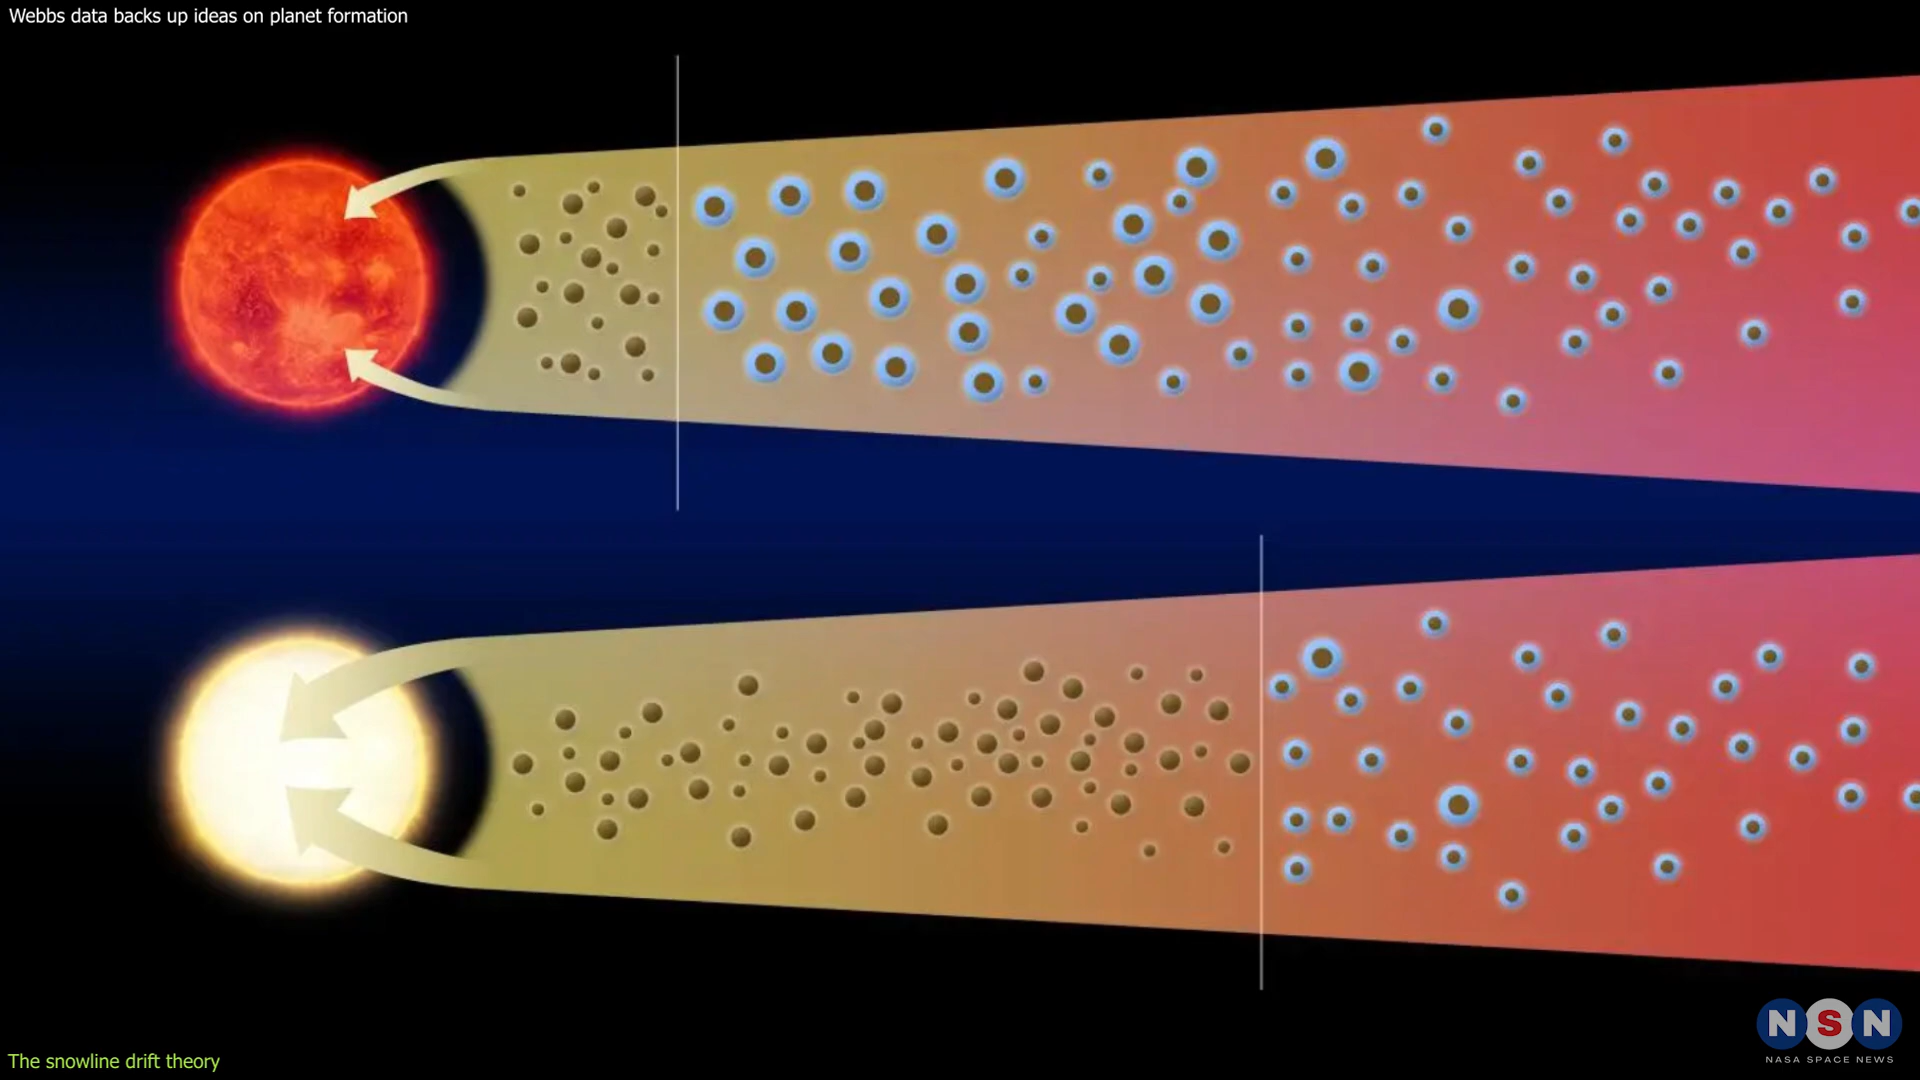 Webbs data backs up ideas on planet formation
The snowline drift theory
NSN
NASA SPACE NEWS